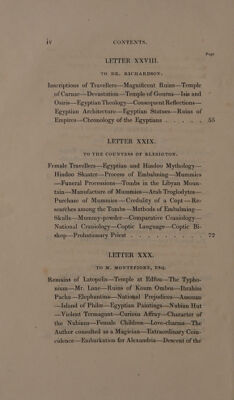 iv CONTENTS.
Page
LETTER XXVIII.
TO DR. RICHARDSON.
Inscriptions of Travellers—Magnificent Ruins—Temple
of Carnac—Devastation—Temple of Gourna—Isis and
Osiris—Egyptian Theology—Consequent Reflections—
Egyptian Architecture—Egyptian Statues—Ruins of
Empires—Chronology of the Egyptians . . . . . 55
LETTER XXIX.
TO THE COUNTESS OF BLESIGTON.
Female Travellers—Egyptian and Hindoo Mythology—
Hindoo Skaster—Process of Embalming—Mummies
—Funeral Processions—Tombs in the Libyan Moun-
tain—Manufacture of Mummies—Arab Troglodytes—
Purchase of Mummies—Credulity of a Copt—Re-
searches among the Tombs—Methods of Embalming—
Skulls—Mummy-powder—Comparative Craniology—
National Craniology—Coptic Language—Coptic Bi-
shop—Probationary Priest . . . . . . . . . . 72
LETTER XXX.
TO M. MONTEFIORE, ESQ.
Remains of Latopolis—Temple at Edfou—The Typho-
nium—Mr. Lane—Ruins of Koum Ombos—Ibrahim
Pacha—Elephantina—National Prejudices—Assouan
—Island of Philæ—Egyptian Paintings—Nubian Hut
—Violent Termagant—Curious Affray—Character of
the Nubians—Female Children—Love-charms—The
Author consulted as a Magician—Extraordinary Coin-
cidence—Embarkation for Alexandria—Descent of the